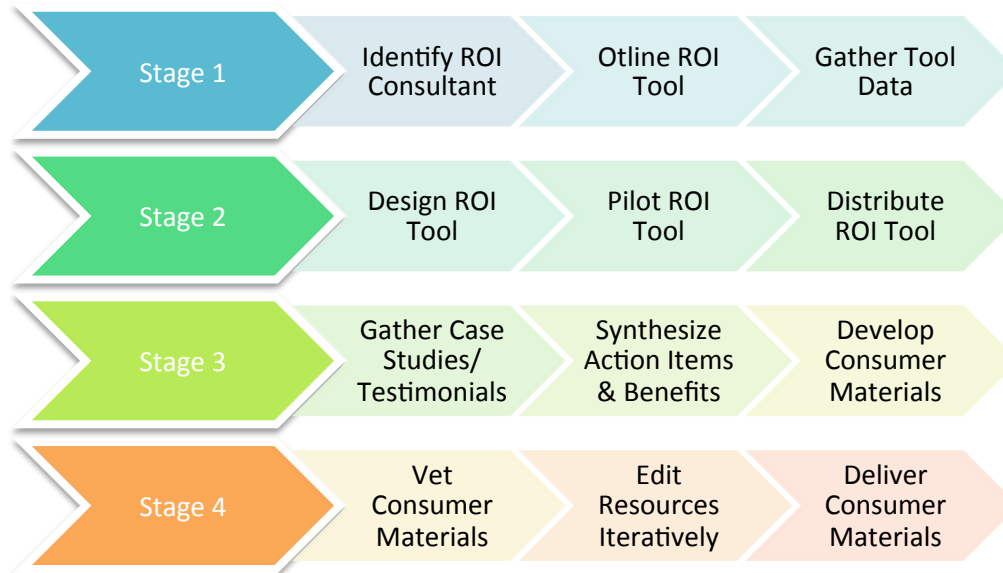 Stage 1
Identify ROI
Consultant
Otline ROI
Tool
Gather Tool
Data
Stage 2
Design ROI
Tool
Pilot ROI
Tool
Distribute
ROI Tool
Stage 3
Gather Case
Studies/
Testimonials
Synthesize
Action Items
& Benefits
Develop
Consumer
Materials
Stage 4
Vet
Consumer
Materials
Edit
Resources
Iteratively
Deliver
Consumer
Materials